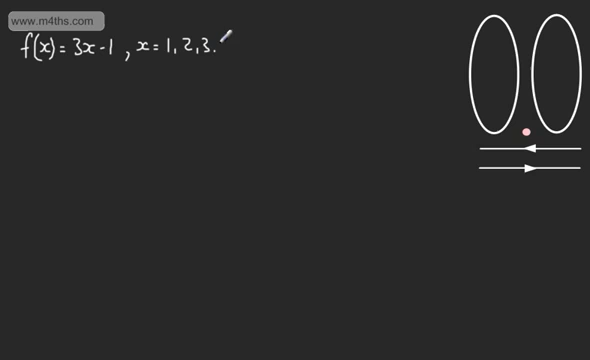 www.m4ths.com
f(x) = 3x - 1 , x = 1, 2, 3.